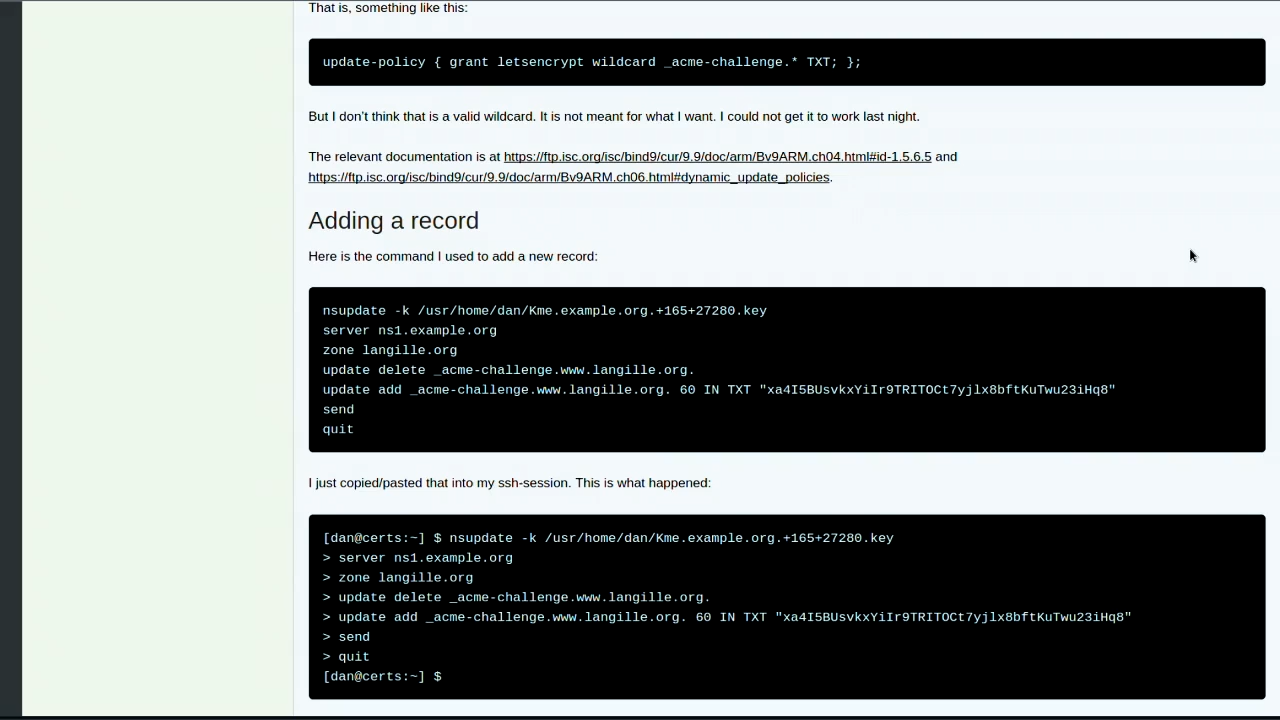 That is, something like this:
update-policy { grant letsencrypt wildcard _acme-challenge.* TXT; };
But I don't think that is a valid wildcard. It is not meant for what I want. I could not get it to work last night.
The relevant documentation is at https://ftp.isc.org/isc/bind9/cur/9.9/doc/arm/Bv9ARM.ch04.html#id-1.5.6.5 and
https://ftp.isc.org/isc/bind9/cur/9.9/doc/arm/Bv9ARM.ch06.html#dynamic_update_policies.
Adding a record
Here is the command I used to add a new record:
nsupdate -k /usr/home/dan/Kme.example.org.+165+27280.key
server ns1.example.org
zone langille.org
update delete _acme-challenge.www.langille.org.
update add _acme-challenge.www.langille.org. 60 IN TXT "xa4I5BUsvkxYiIr9TRITOCt7yjlx8bftKuTwu23iHq8"
send
quit
I just copied/pasted that into my ssh-session. This is what happened:
[dan@certs:~] $ nsupdate -k /usr/home/dan/Kme.example.org.+165+27280.key
> server ns1.example.org
> zone langille.org
> update delete _acme-challenge.www.langille.org.
> update add _acme-challenge.www.langille.org. 60 IN TXT "xa4I5BUsvkxYiIr9TRITOCt7yjlx8bftKuTwu23iHq8"
> send
> quit
[dan@certs:~] $